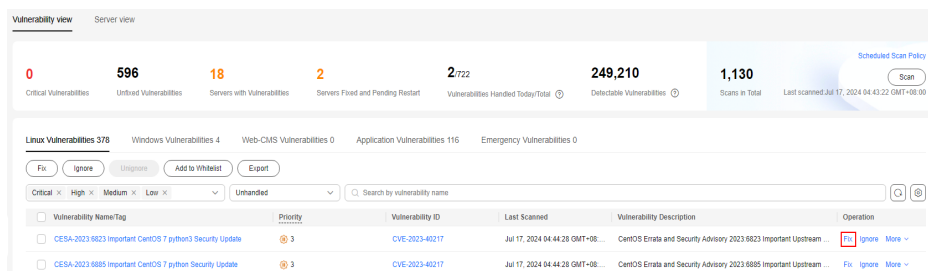 Vulnerability view Server view
Scheduled Scan Policy
0 596 18 2 2/722 249,210 1,130 Scan
Critical Vulnerabilities Unfixed Vulnerabilities Servers with Vulnerabilities Servers Fixed and Pending Restart Vulnerabilities Handled Today/Total Detectable Vulnerabilities Scans in Total Last scanned:Jul 17, 2024 04:43:22 GMT+08:00
Linux Vulnerabilities 378 Windows Vulnerabilities 4 Web-CMS Vulnerabilities 0 Application Vulnerabilities 116 Emergency Vulnerabilities 0
Fix Ignore Unignore Add to Whitelist Export
Critical × High × Medium × Low × Unhandled Search by vulnerability name
Vulnerability Name/Tag Priority Vulnerability ID Last Scanned Vulnerability Description Operation
CESA-2023:6823 Important CentOS 7 python3 Security Update 3 CVE-2023-40217 Jul 17, 2024 04:44:28 GMT+08:... CentOS Errata and Security Advisory 2023:6823 Important Upstream ... Fix Ignore More
CESA-2023:6885 Important CentOS 7 python Security Update 3 CVE-2023-40217 Jul 17, 2024 04:44:28 GMT+08:... CentOS Errata and Security Advisory 2023:6885 Important Upstream ... Fix Ignore More